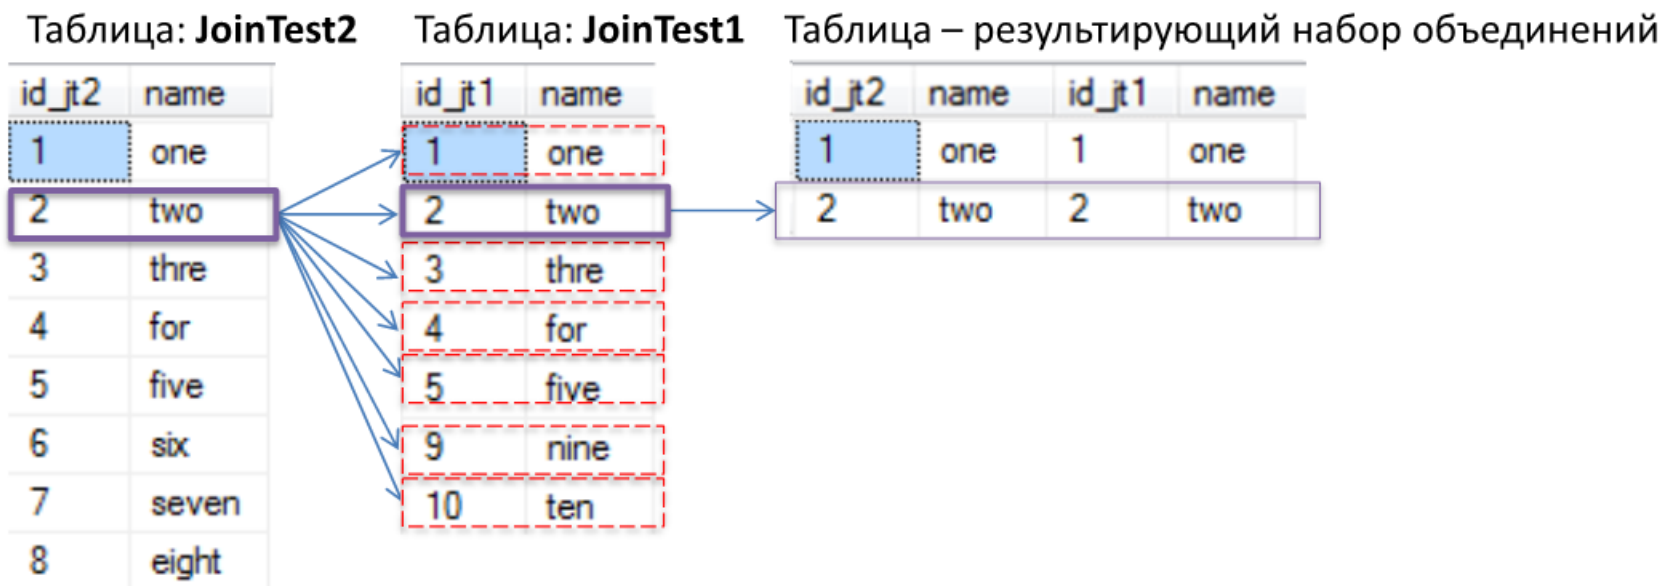 Таблица: JoinTest2 Таблица: JoinTest1 Таблица – результирующий набор объединений
id_jt2 name id_jt1 name id_jt2 name id_jt1 name
1 one 1 one 1 one 1 one
2 two 2 two 2 two 2 two
3 thre 3 thre
4 for 4 for
5 five 5 five
6 six 9 nine
7 seven 10 ten
8 eight